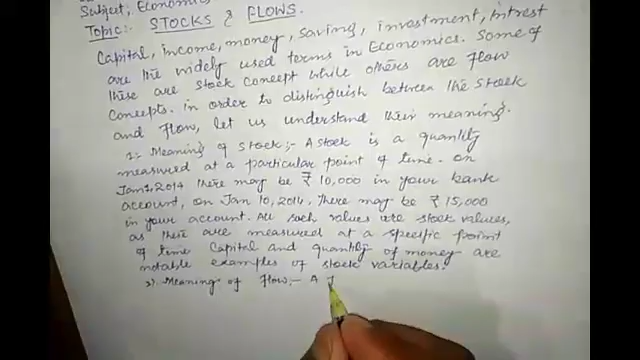 Subject; Economics
Topic:- STOCKS & FLOWS.
Capital, income, money, saving, investment, intrest
are the widely used terms in Economics. Some of
these are stock concept while others are flow
concepts. in order to distinguish between the stock
and flow, let us understand their meaning.
1:- Meaning of Stock:- A stock is a quantity
measured at a particular point of time. on
Jan 1, 2014 there may be ₹ 10,000 in your bank
account, on Jan 10, 2014, there may be ₹ 15,000
in your account. All such values are stock values,
as these are measured at a specific point
of time Capital and quantity of money are
notable examples of stock variables.
2). Meaning of flow:- A